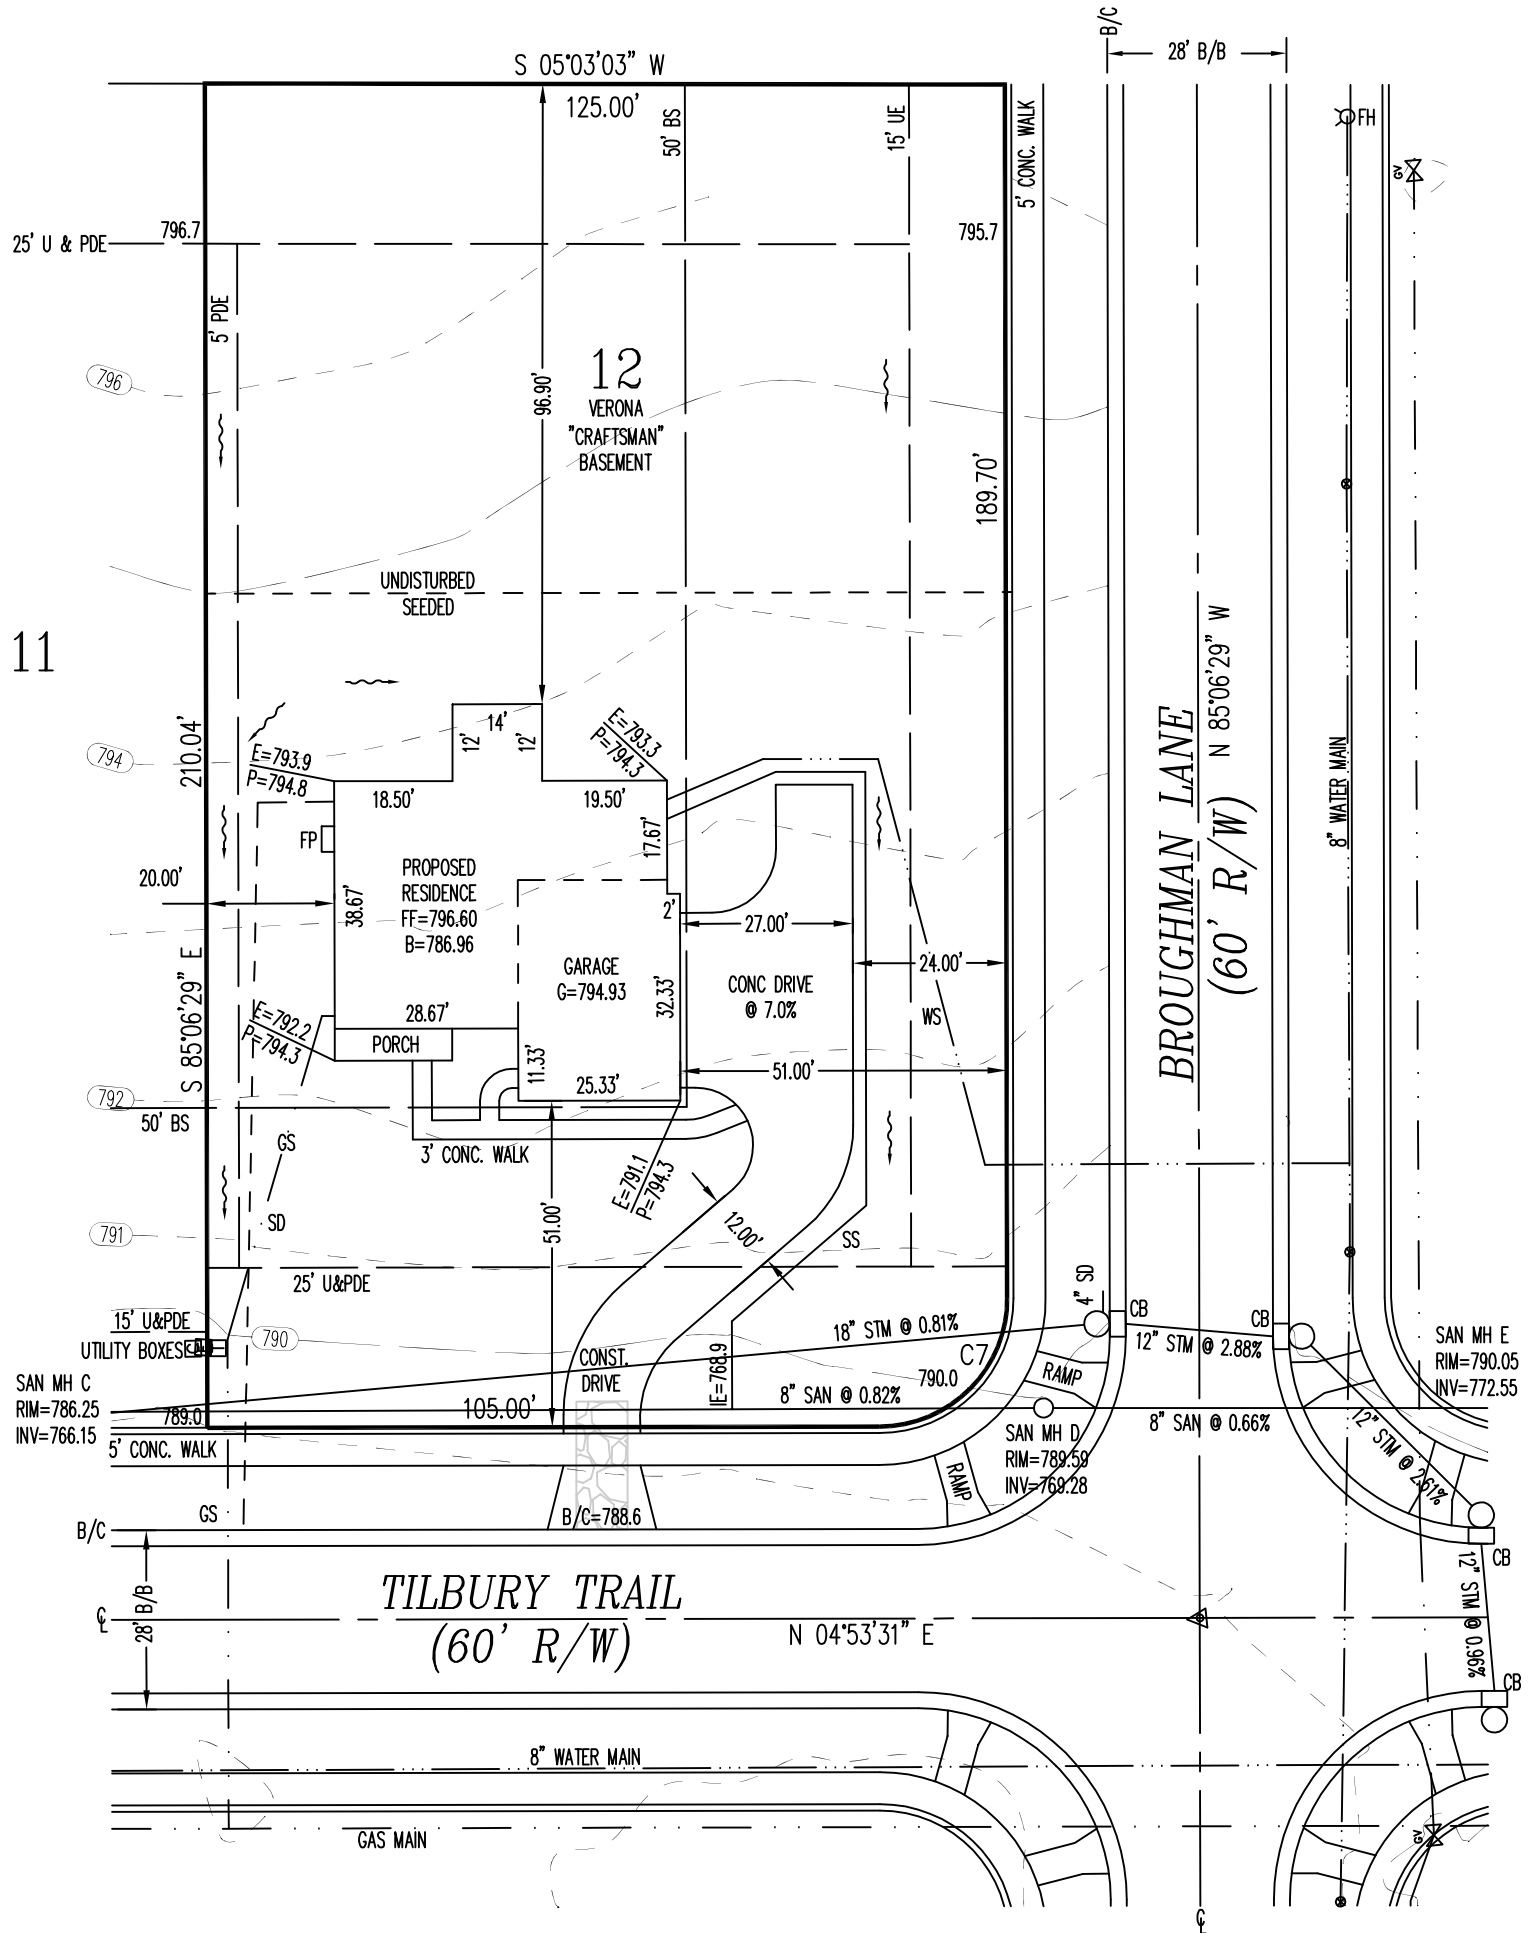 B/C
28' B/B
S 05°03'03" W
125.00'
50' BS
15' UE
5' CONC. WALK
FH
GV
25' U & PDE
796.7
795.7
5' PDE
796
96.90'
12
VERONA
"CRAFTSMAN"
BASEMENT
189.70'
UNDISTURBED
SEEDED
11
210.04'
S 85°06'29" E
794
14'
12'
12'
E=793.9
P=794.8
E=793.3
P=794.3
18.50'
19.50'
17.67'
FP
20.00'
38.67'
PROPOSED
RESIDENCE
FF=796.60
B=786.96
2'
27.00'
24.00'
GARAGE
G=794.93
32.33'
CONC DRIVE
@ 7.0%
WS
28.67'
PORCH
E=792.2
P=794.3
11.33'
25.33'
51.00'
792
50' BS
GS
3' CONC. WALK
E=791.1
P=794.3
SD
51.00'
12.00'
SS
791
25' U&PDE
15' U&PDE
790
UTILITY BOXES
BROUGHMAN LANE
(60' R/W)
N 85°06'29" W
8" WATER MAIN
4" SD
CB
CB
18" STM @ 0.81%
12" STM @ 2.88%
SAN MH E
RIM=790.05
INV=772.55
SAN MH C
RIM=786.25
INV=766.15
CONST.
DRIVE
IE=768.9
C7
790.0
RAMP
8" SAN @ 0.82%
789.0
105.00'
5' CONC. WALK
SAN MH D
RIM=789.59
INV=769.28
8" SAN @ 0.66%
12" STM @ 2.61%
RAMP
GS
B/C
B/C=788.6
CB
12" STM @ 0.96%
CB
28' B/B
TILBURY TRAIL
(60' R/W)
N 04°53'31" E
℄
8" WATER MAIN
GAS MAIN
GV
℄